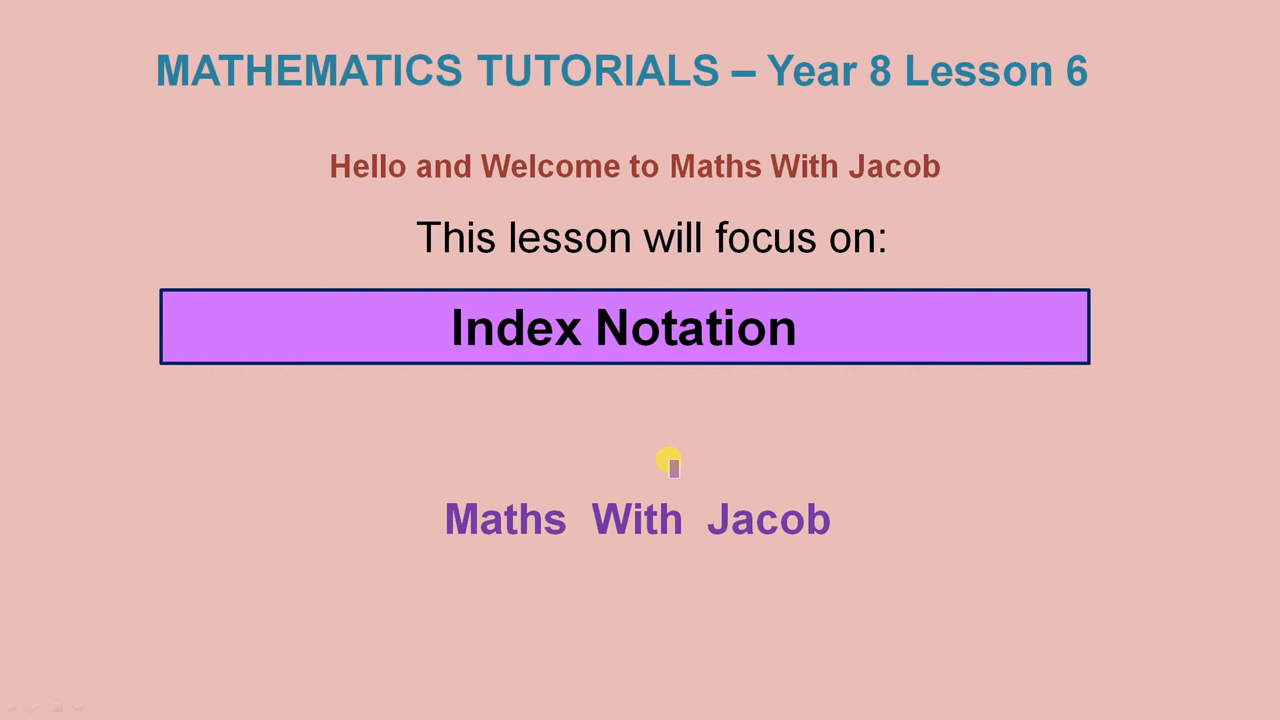 MATHEMATICS TUTORIALS – Year 8 Lesson 6
Hello and Welcome to Maths With Jacob
This lesson will focus on:
Index Notation
Maths With Jacob